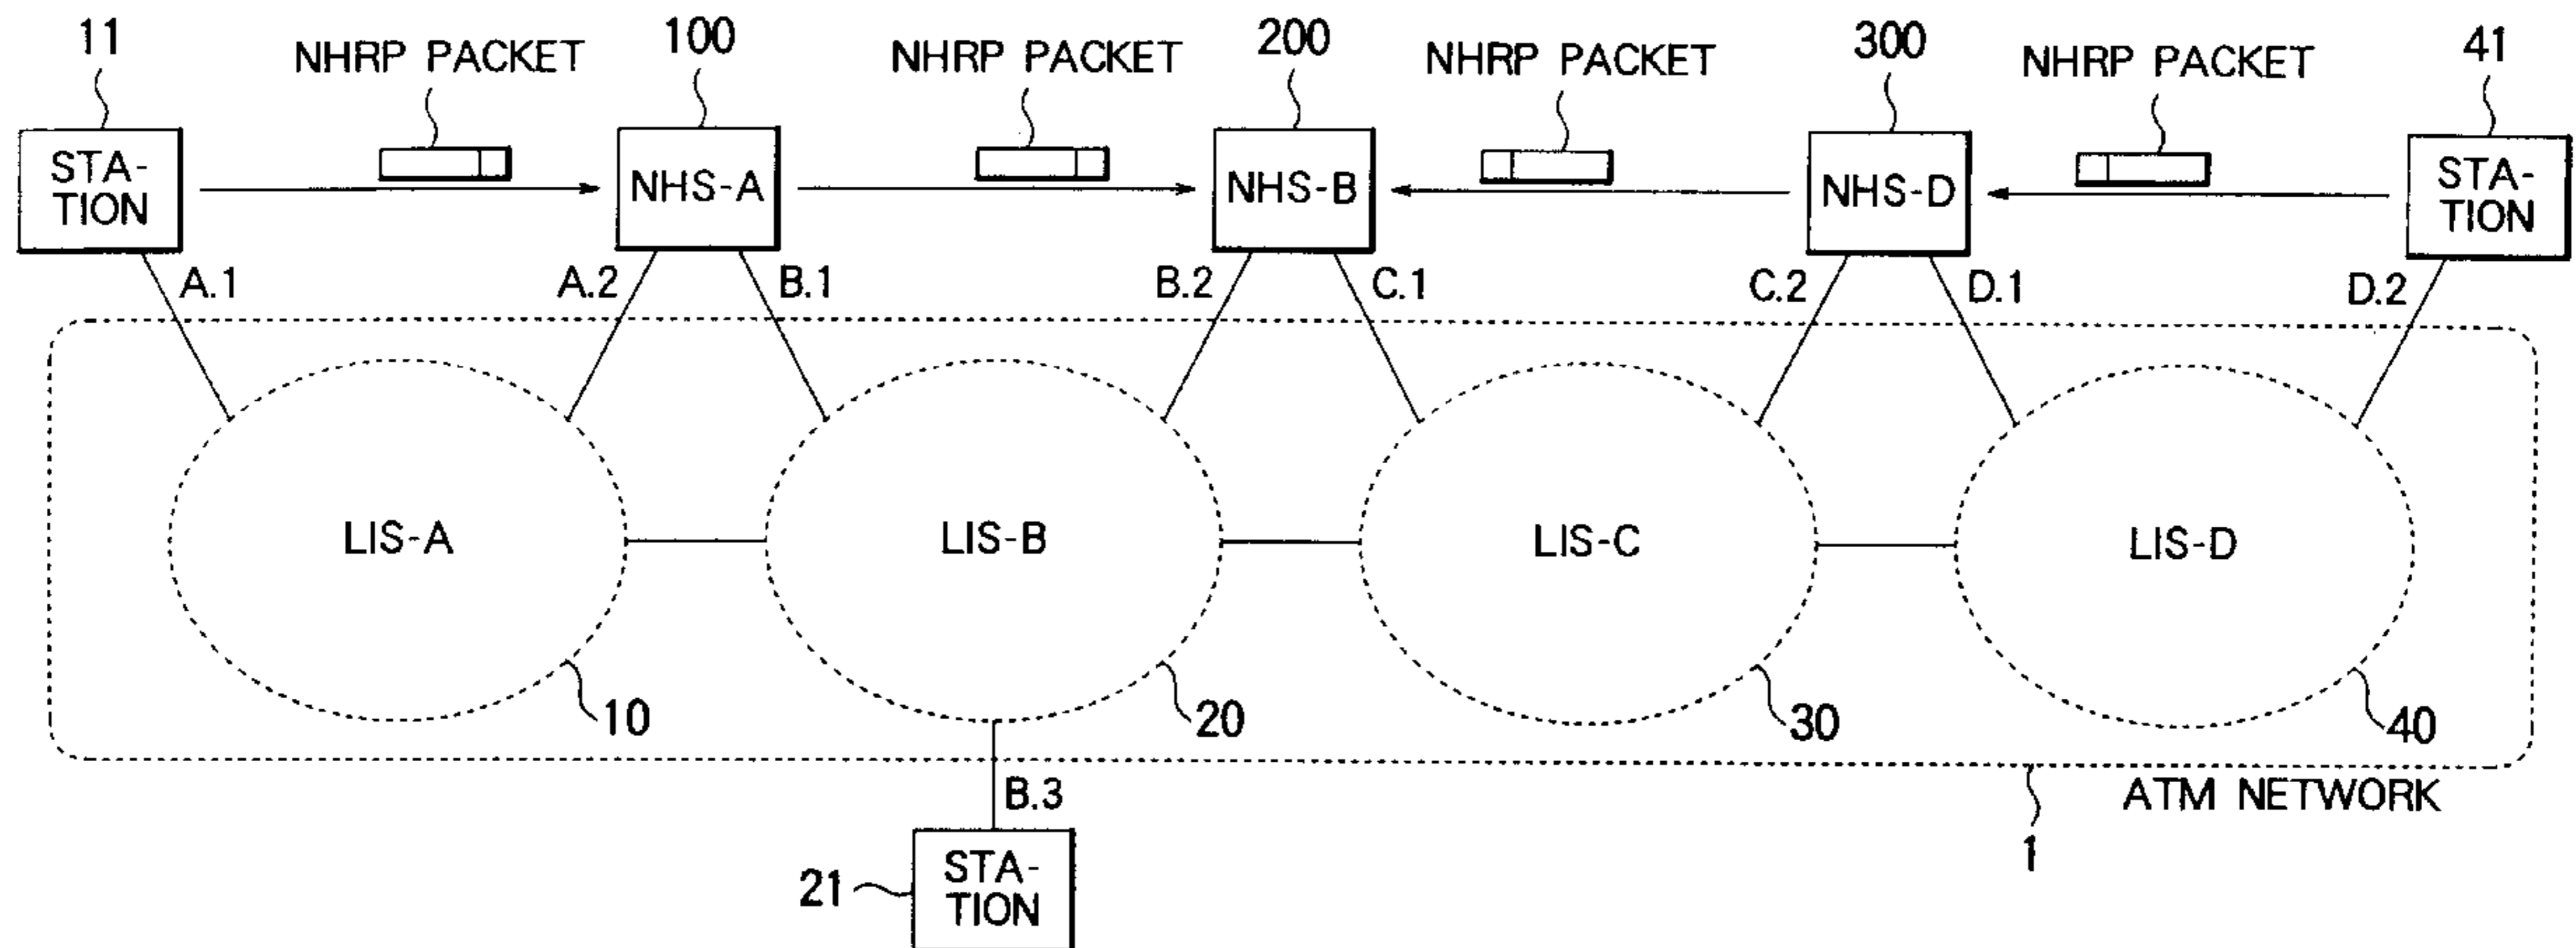 11
NHRP PACKET
100
NHRP PACKET
200
NHRP PACKET
300
NHRP PACKET
41
STA-
TION
NHS-A
NHS-B
NHS-D
STA-
TION
A.1
A.2
B.1
B.2
C.1
C.2
D.1
D.2
LIS-A
LIS-B
LIS-C
LIS-D
10
20
30
40
B.3
ATM NETWORK
1
21
STA-
TION